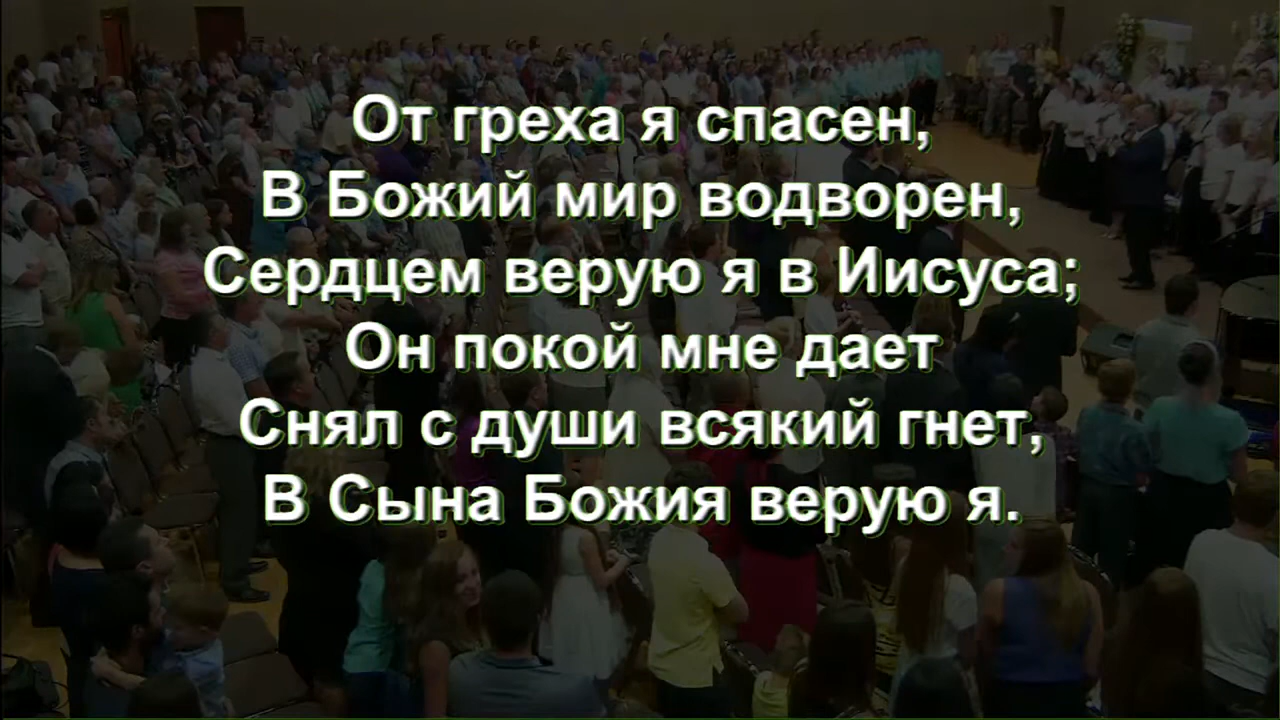 От греха я спасен,
В Божий мир водворен,
Сердцем верую я в Иисуса;
Он покой мне дает
Снял с души всякий гнет,
В Сына Божия верую я.